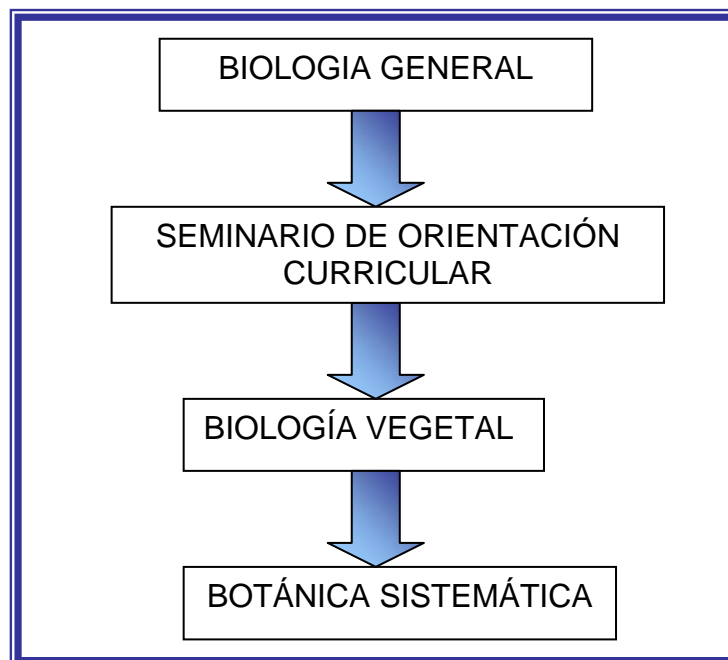 BIOLOGIA GENERAL
SEMINARIO DE ORIENTACIÓN
CURRICULAR
BIOLOGÍA VEGETAL
BOTÁNICA SISTEMÁTICA